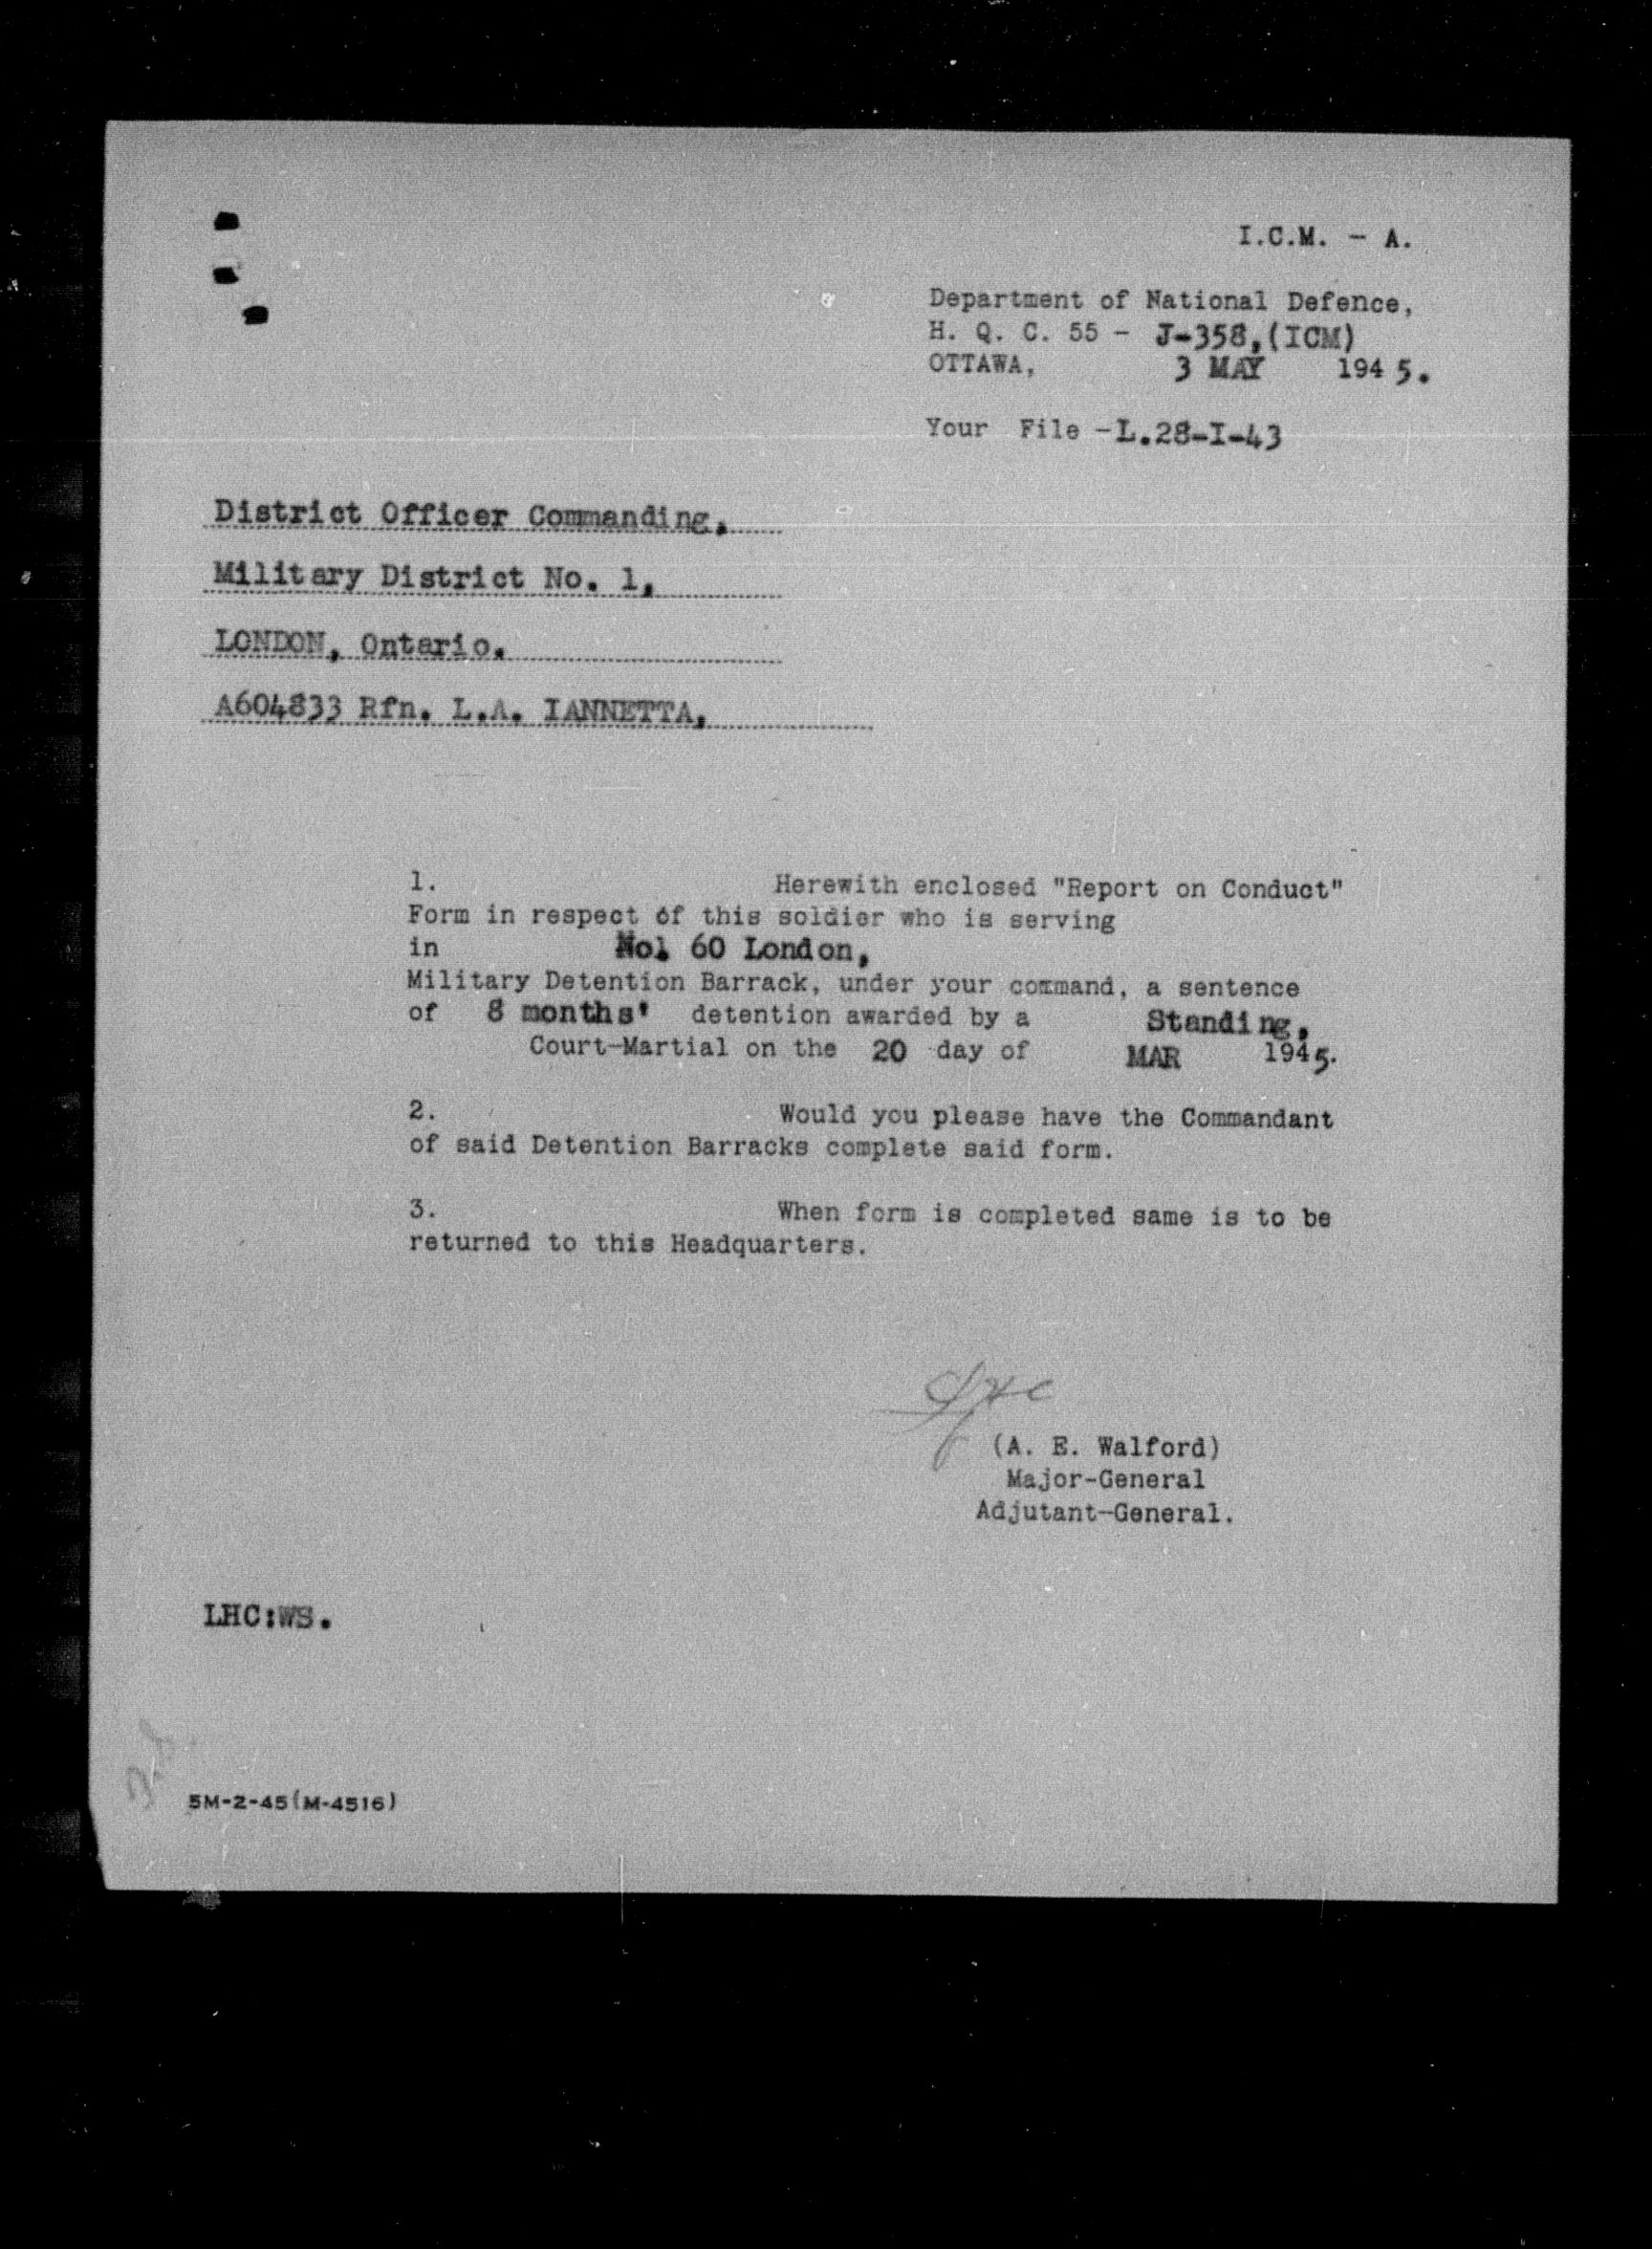 I.C.M. - A.
Department of National Defence,
H. Q. C. 55 - J-358,(ICM)
OTTAWA, 3 MAY 1945.
Your File -L.28-I-43
District Officer Commanding,
Military District No. 1,
LONDON, Ontario.
A604833 Rfn. L.A. IANNETTA,
1. Herewith enclosed "Report on Conduct"
Form in respect of this soldier who is serving
in No. 60 London,
Military Detention Barrack, under your command, a sentence
of 8 months' detention awarded by a Standing,
Court-Martial on the 20 day of MAR 1945.
2. Would you please have the Commandant
of said Detention Barracks complete said form.
3. When form is completed same is to be
returned to this Headquarters.
(A. E. Walford)
Major-General
Adjutant-General.
LHC:WS.
5M-2-45(M-4516)